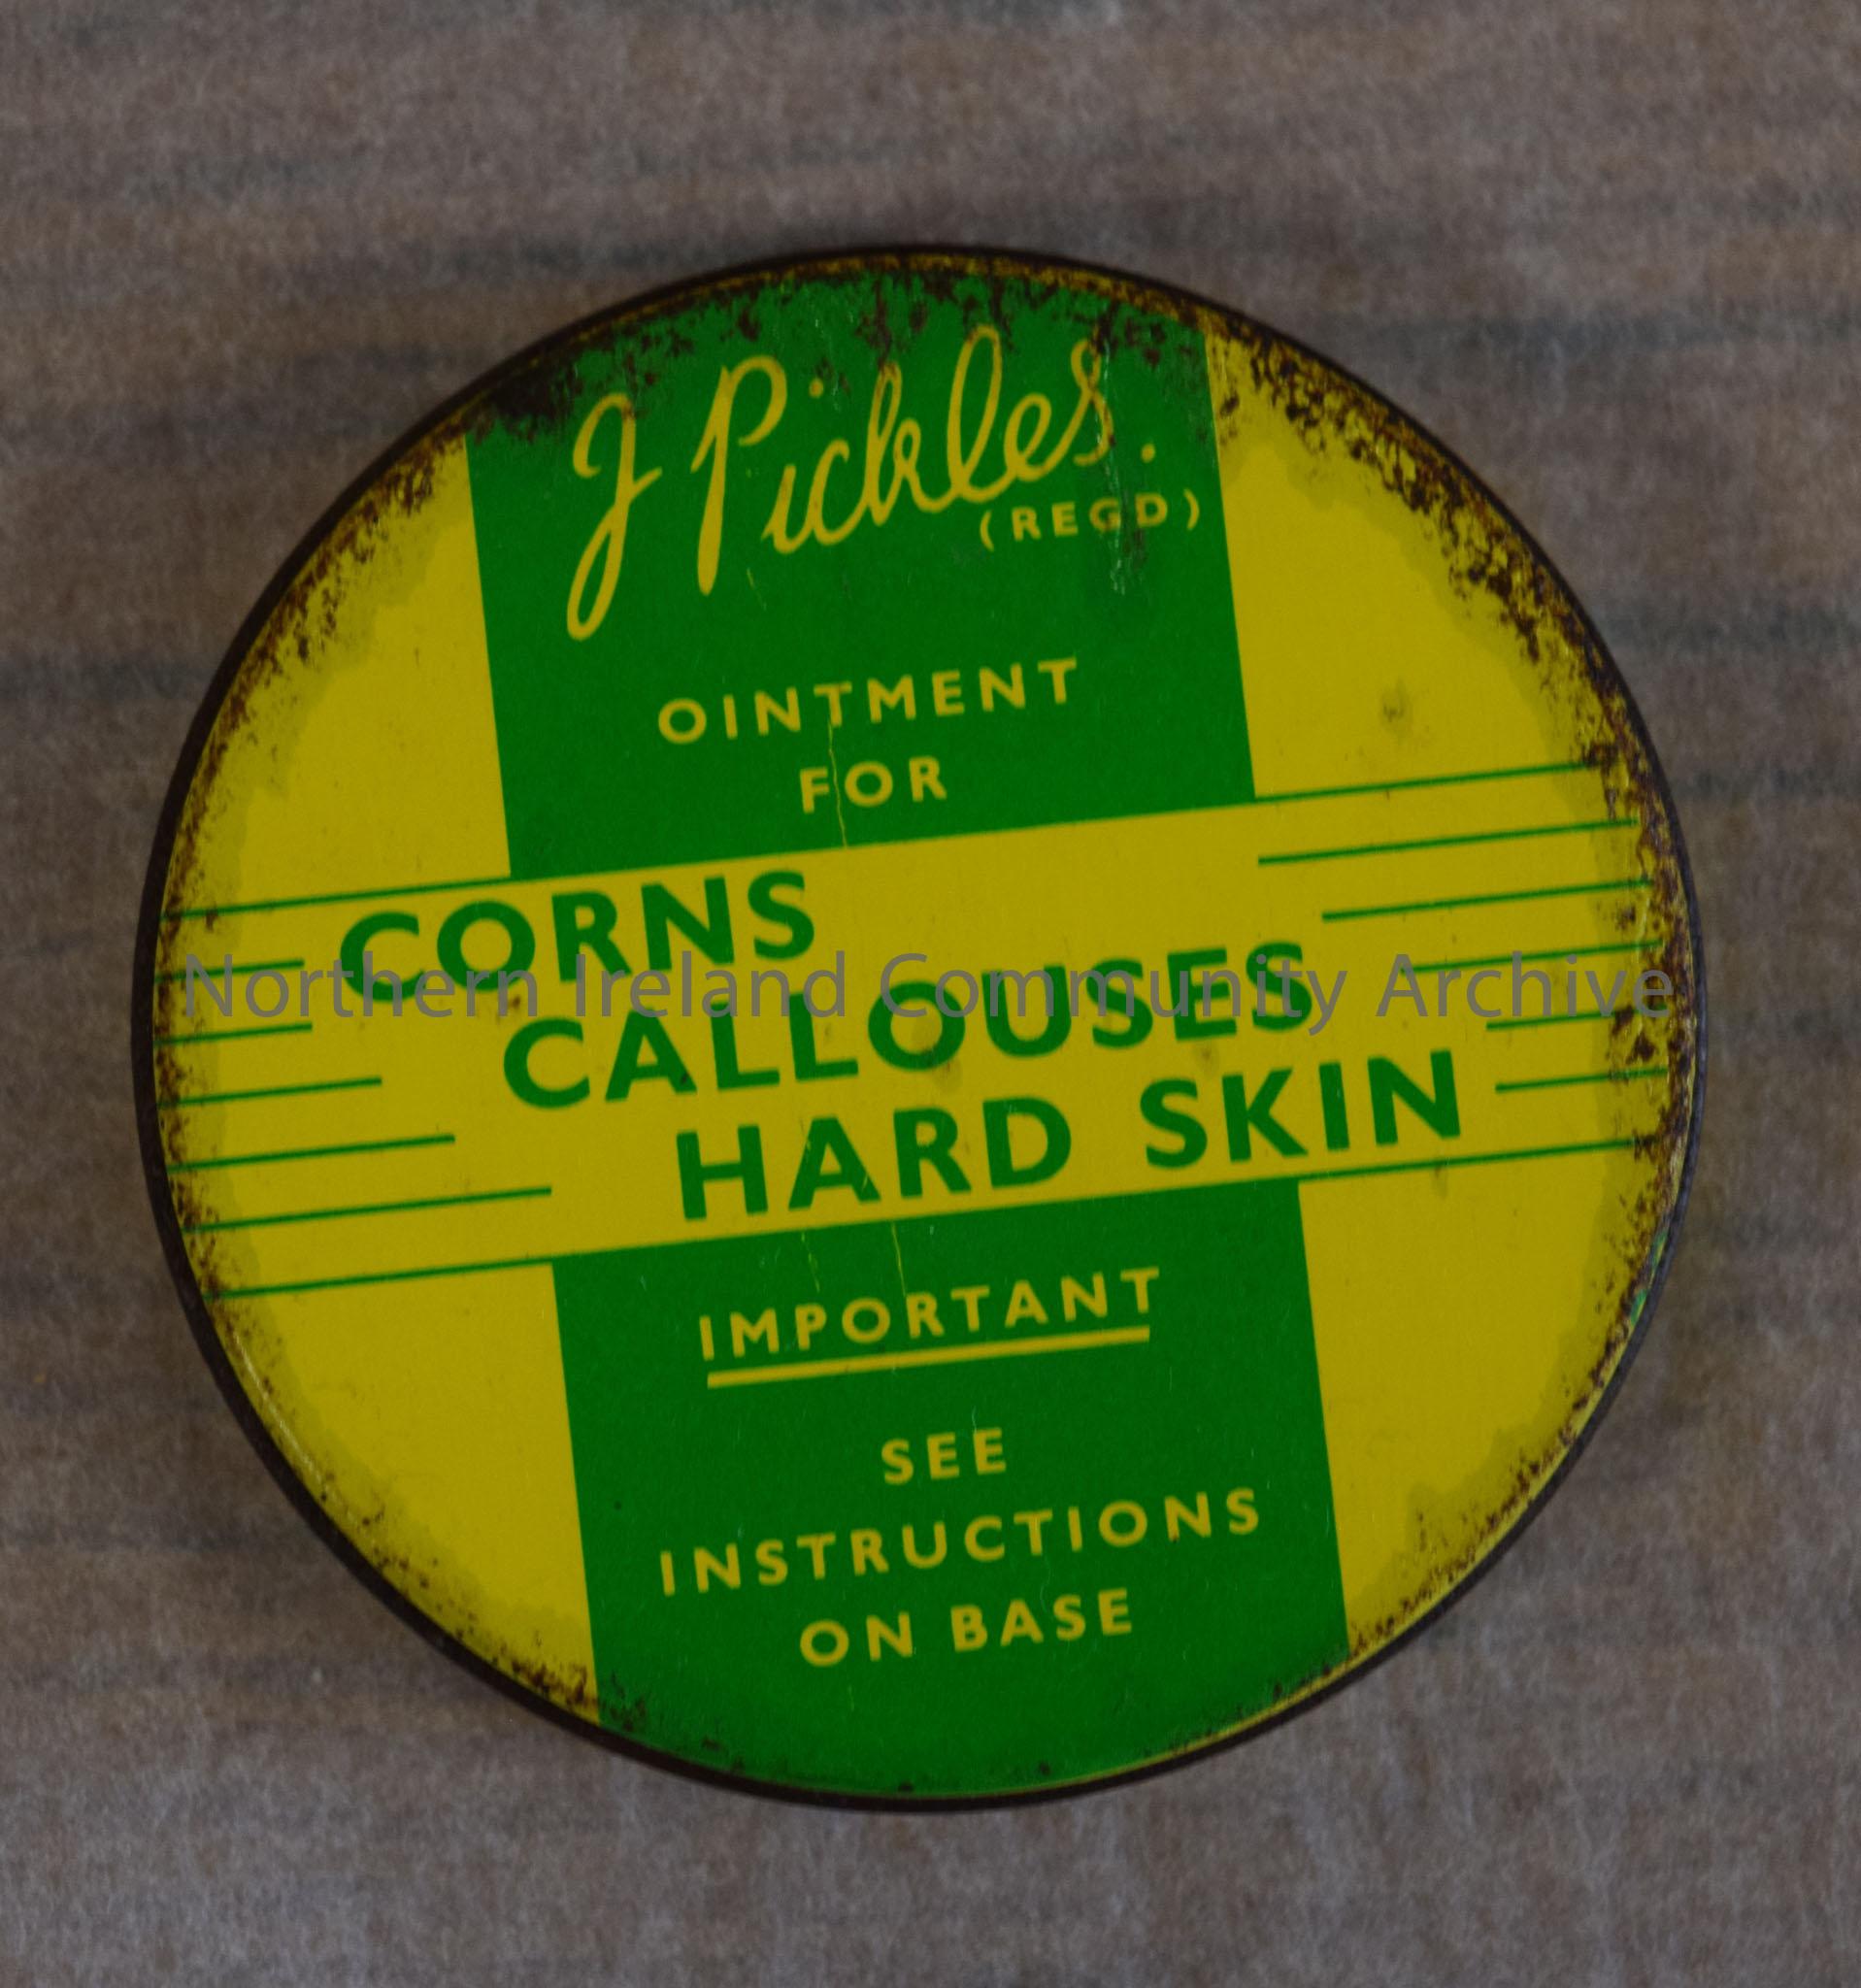 J Pickles.
(REGD)
OINTMENT
FOR
CORNS
CALLOUSES
HARD SKIN
IMPORTANT
SEE
INSTRUCTIONS
ON BASE
Northern Ireland Community Archive